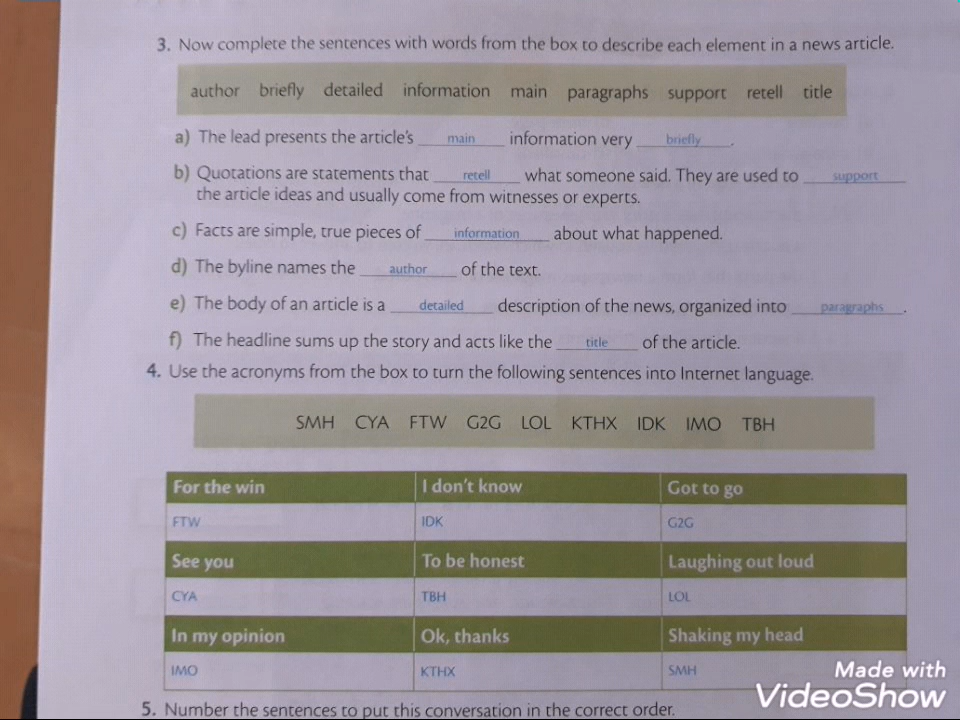 3. Now complete the sentences with words from the box to describe each element in a news article.
author briefly detailed information main paragraphs support retell title
a) The lead presents the article's main information very briefly.
b) Quotations are statements that retell what someone said. They are used to support
the article ideas and usually come from witnesses or experts.
c) Facts are simple, true pieces of information about what happened.
d) The byline names the author of the text.
e) The body of an article is a detailed description of the news, organized into paragraphs.
f) The headline sums up the story and acts like the title of the article.
4. Use the acronyms from the box to turn the following sentences into Internet language.
SMH CYA FTW G2G LOL KTHX IDK IMO TBH
For the win I don't know Got to go
FTW IDK G2G
See you To be honest Laughing out loud
CYA TBH LOL
In my opinion Ok, thanks Shaking my head
IMO KTHX SMH
5. Number the sentences to put this conversation in the correct order.
Made with
VideoShow